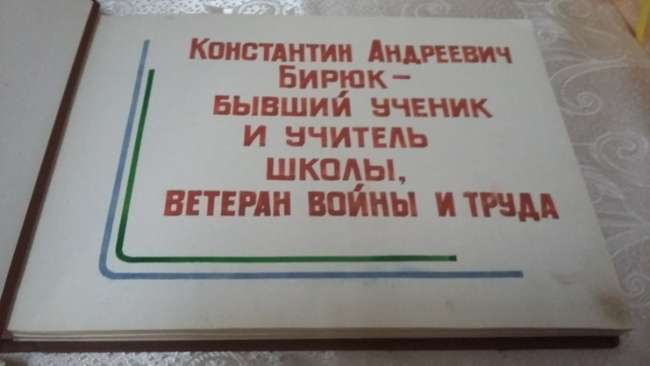 Константин Андреевич
Бирюк –
бывший ученик
и учитель
школы,
ветеран войны и труда